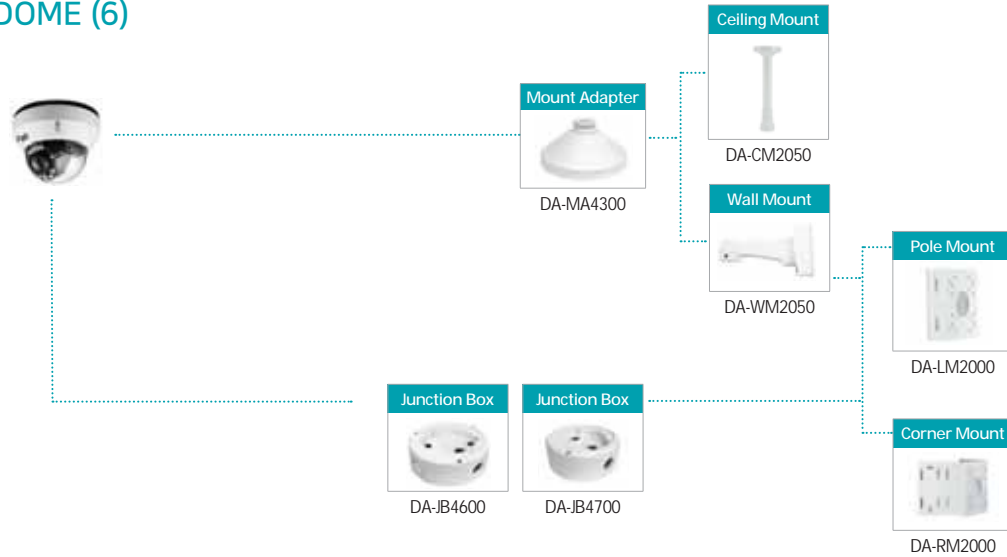 DOME (6)
Ceiling Mount
DA-CM2050
Mount Adapter
DA-MA4300
Wall Mount
DA-WM2050
Pole Mount
DA-LM2000
Junction Box
DA-JB4600
Junction Box
DA-JB4700
Corner Mount
DA-RM2000